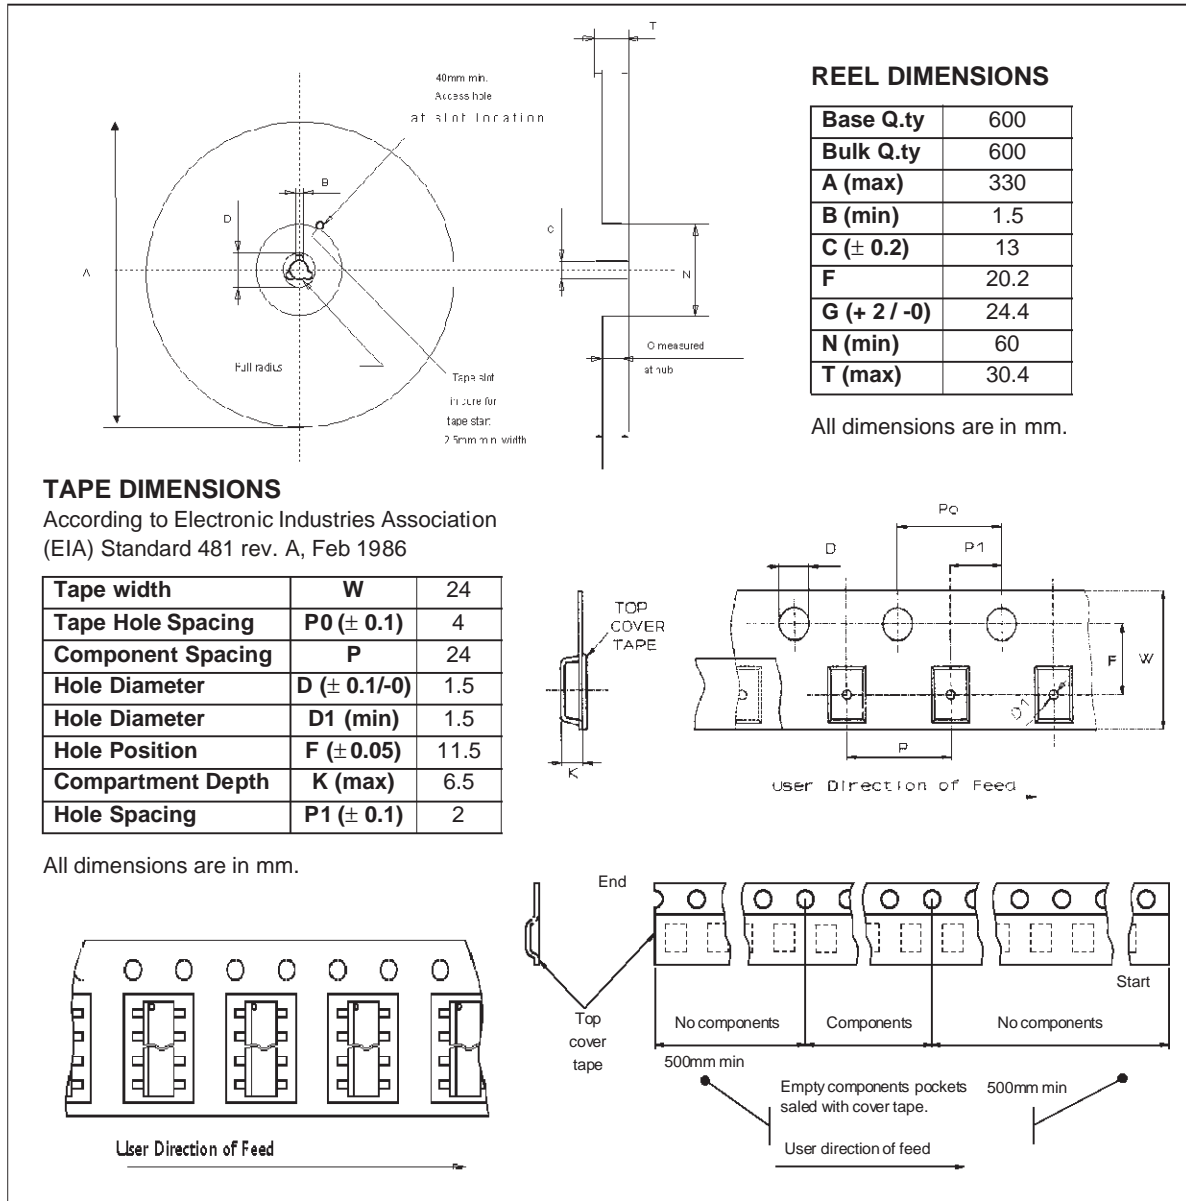 T
40mm min.
Access hole
at slot location
B
D
A
C
N
Full radius
Tape slot
in core for
tape start
2.5mm min. width
G measured
at hub
REEL DIMENSIONS
Base Q.ty 600
Bulk Q.ty 600
A (max) 330
B (min) 1.5
C (± 0.2) 13
F 20.2
G (+ 2 / -0) 24.4
N (min) 60
T (max) 30.4
All dimensions are in mm.
TAPE DIMENSIONS
According to Electronic Industries Association
(EIA) Standard 481 rev. A, Feb 1986
Tape width W 24
Tape Hole Spacing P0 (± 0.1) 4
Component Spacing P 24
Hole Diameter D (± 0.1/-0) 1.5
Hole Diameter D1 (min) 1.5
Hole Position F (± 0.05) 11.5
Compartment Depth K (max) 6.5
Hole Spacing P1 (± 0.1) 2
All dimensions are in mm.
TOP
COVER
TAPE
K
Po
D
P1
F
W
D1
P
User Direction of Feed
User Direction of Feed
End
Start
Top
cover
tape
No components
Components
No components
500mm min
Empty components pockets
saled with cover tape.
500mm min
User direction of feed